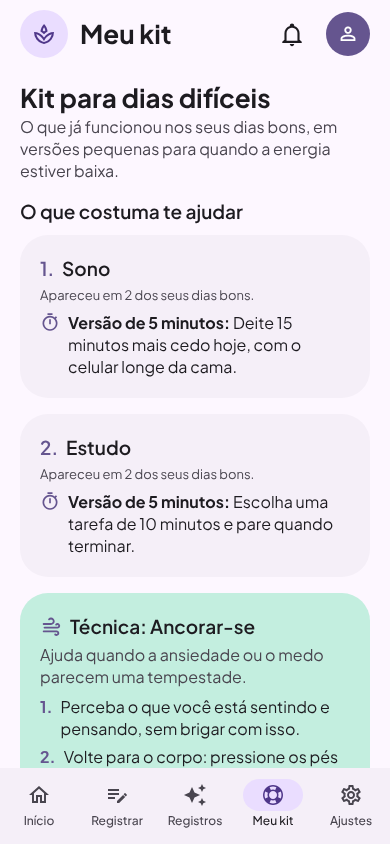 Meu kit
Kit para dias difíceis
O que já funcionou nos seus dias bons, em
versões pequenas para quando a energia
estiver baixa.
O que costuma te ajudar
1. Sono
Apareceu em 2 dos seus dias bons.
Versão de 5 minutos: Deite 15
minutos mais cedo hoje, com o
celular longe da cama.
2. Estudo
Apareceu em 2 dos seus dias bons.
Versão de 5 minutos: Escolha uma
tarefa de 10 minutos e pare quando
terminar.
Técnica: Ancorar-se
Ajuda quando a ansiedade ou o medo
parecem uma tempestade.
1. Perceba o que você está sentindo e
pensando, sem brigar com isso.
2. Volte para o corpo: pressione os pés
Início
Registrar
Registros
Meu kit
Ajustes